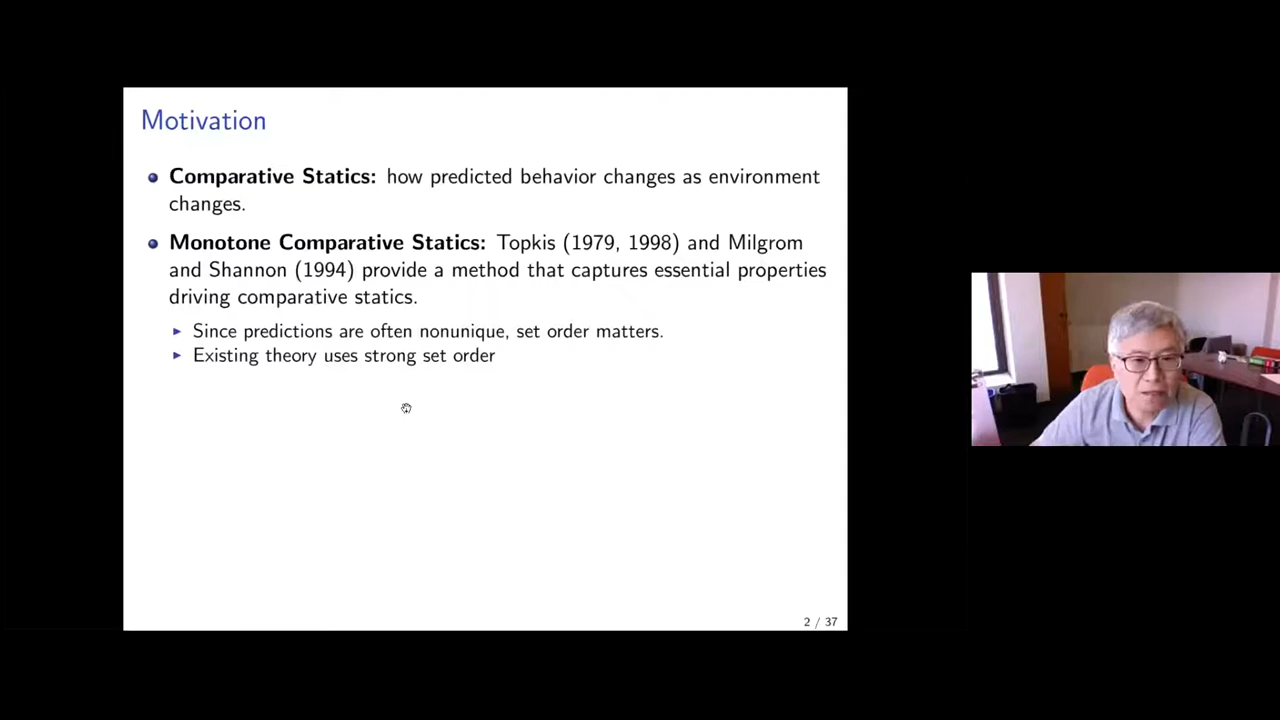 Motivation
Comparative Statics: how predicted behavior changes as environment
changes.
Monotone Comparative Statics: Topkis (1979, 1998) and Milgrom
and Shannon (1994) provide a method that captures essential properties
driving comparative statics.
Since predictions are often nonunique, set order matters.
Existing theory uses strong set order
2 / 37